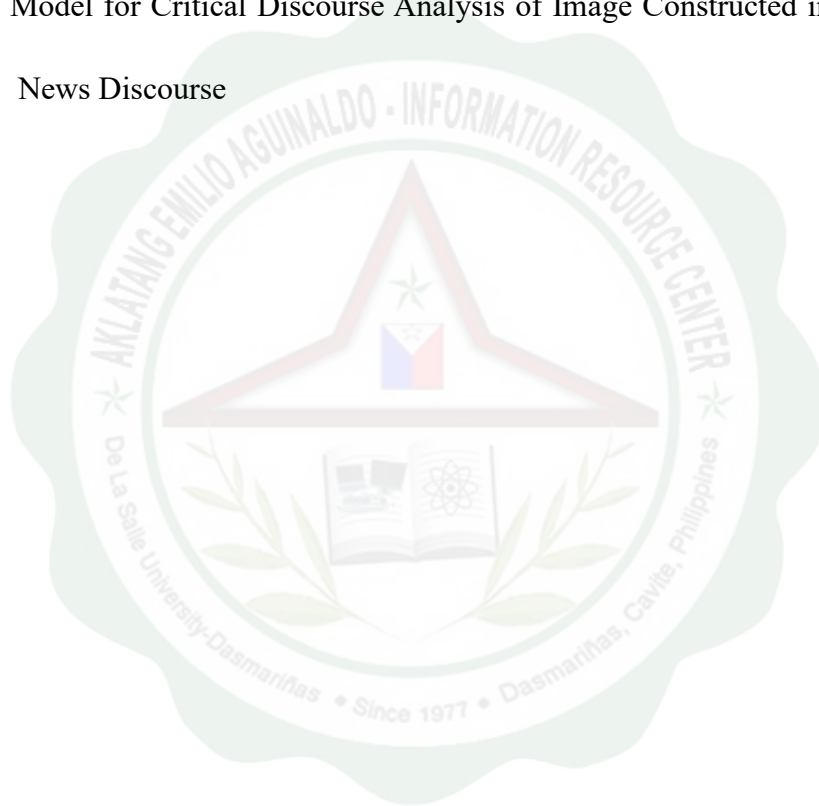 Model for Critical Discourse Analysis of Image Constructed in
News Discourse
AKLATANG EMILIO AGUINALDO - INFORMATION RESOURCE CENTER
De La Salle University-Dasmariñas • Since 1977 • Dasmariñas, Cavite, Philippines